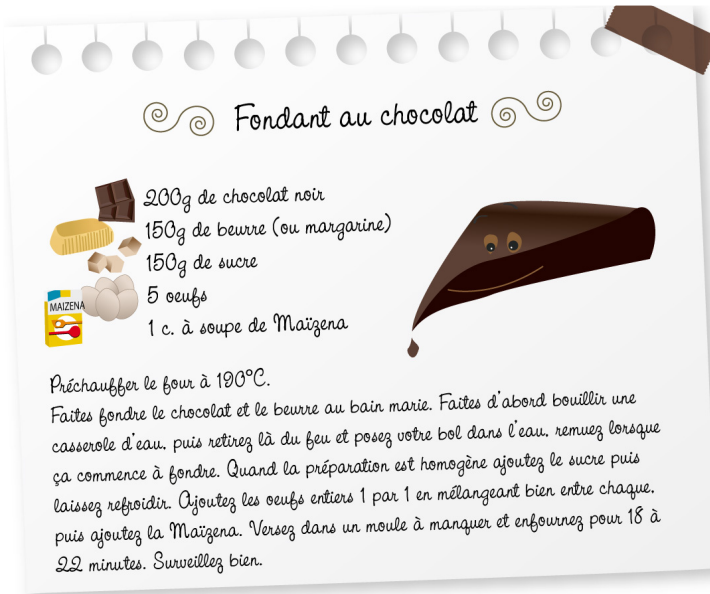 Fondant au chocolat
200g de chocolat noir
150g de beurre (ou margarine)
150g de sucre
5 oeufs
MAIZENA
1 c. à soupe de Maïzena
Préchauffer le four à 190°C.
Faites fondre le chocolat et le beurre au bain marie. Faites d'abord bouillir une
casserole d'eau, puis retirez là du feu et posez votre bol dans l'eau, remuez lorsque
ça commence à fondre. Quand la préparation est homogène ajoutez le sucre puis
laissez refroidir. Ajoutez les oeufs entiers 1 par 1 en mélangeant bien entre chaque,
puis ajoutez la Maïzena. Versez dans un moule à manquer et enfournez pour 18 à
22 minutes. Surveillez bien.